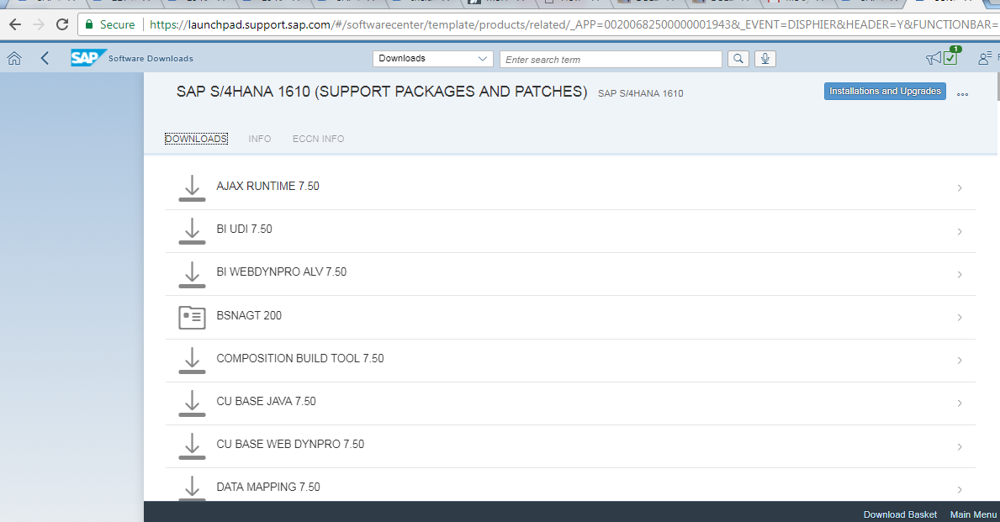 Secure https://launchpad.support.sap.com/#/softwarecenter/template/products/related/_APP=00200682500000001943&_EVENT=DISPHIER&HEADER=Y&FUNCTIONBAR=
SAP Software Downloads Downloads Enter search term 1
SAP S/4HANA 1610 (SUPPORT PACKAGES AND PATCHES) SAP S/4HANA 1610 Installations and Upgrades
DOWNLOADS INFO ECCN INFO
AJAX RUNTIME 7.50
BI UDI 7.50
BI WEBDYNPRO ALV 7.50
BSNAGT 200
COMPOSITION BUILD TOOL 7.50
CU BASE JAVA 7.50
CU BASE WEB DYNPRO 7.50
DATA MAPPING 7.50
Download Basket Main Menu